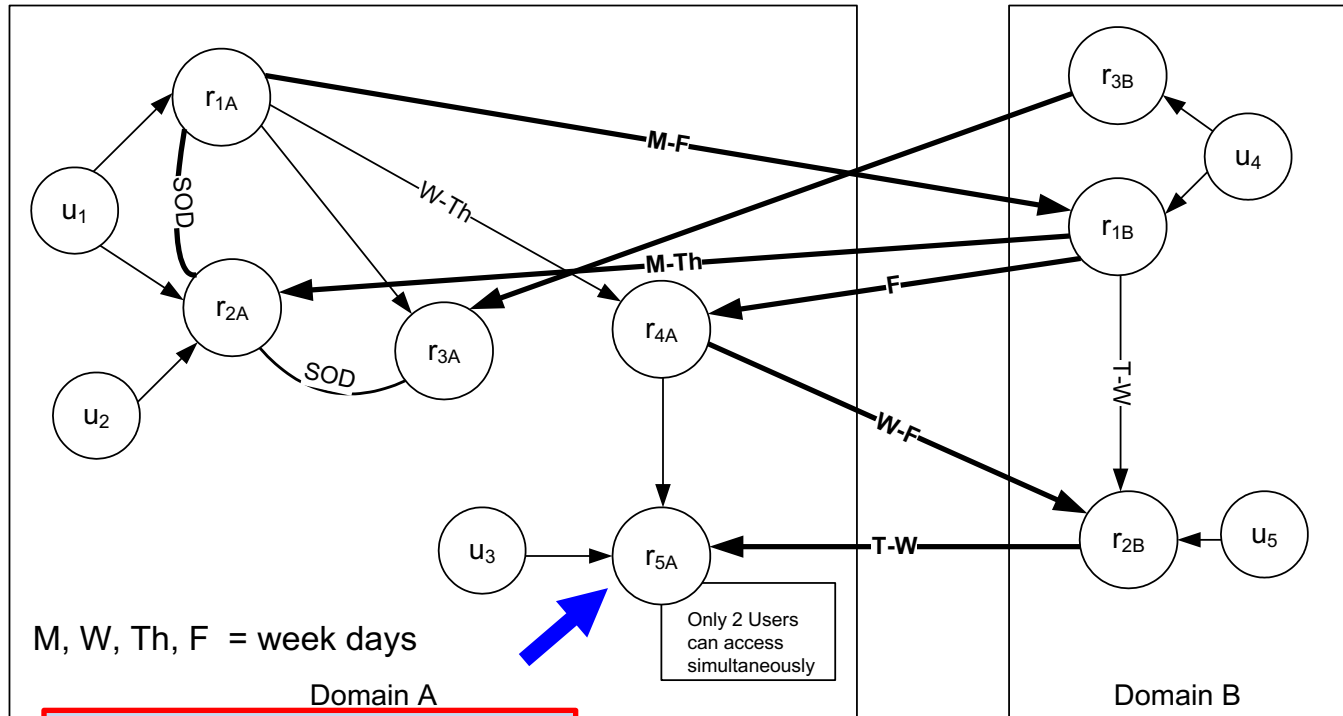 r1A
r3B
M-F
u4
SOD
W-Th
u1
r1B
M-Th
F
r2A
r4A
r3A
SOD
T-W
u2
W-F
u3
r5A
T-W
r2B
u5
Only 2 Users
can access
simultaneously
M, W, Th, F = week days
Domain A
Domain B